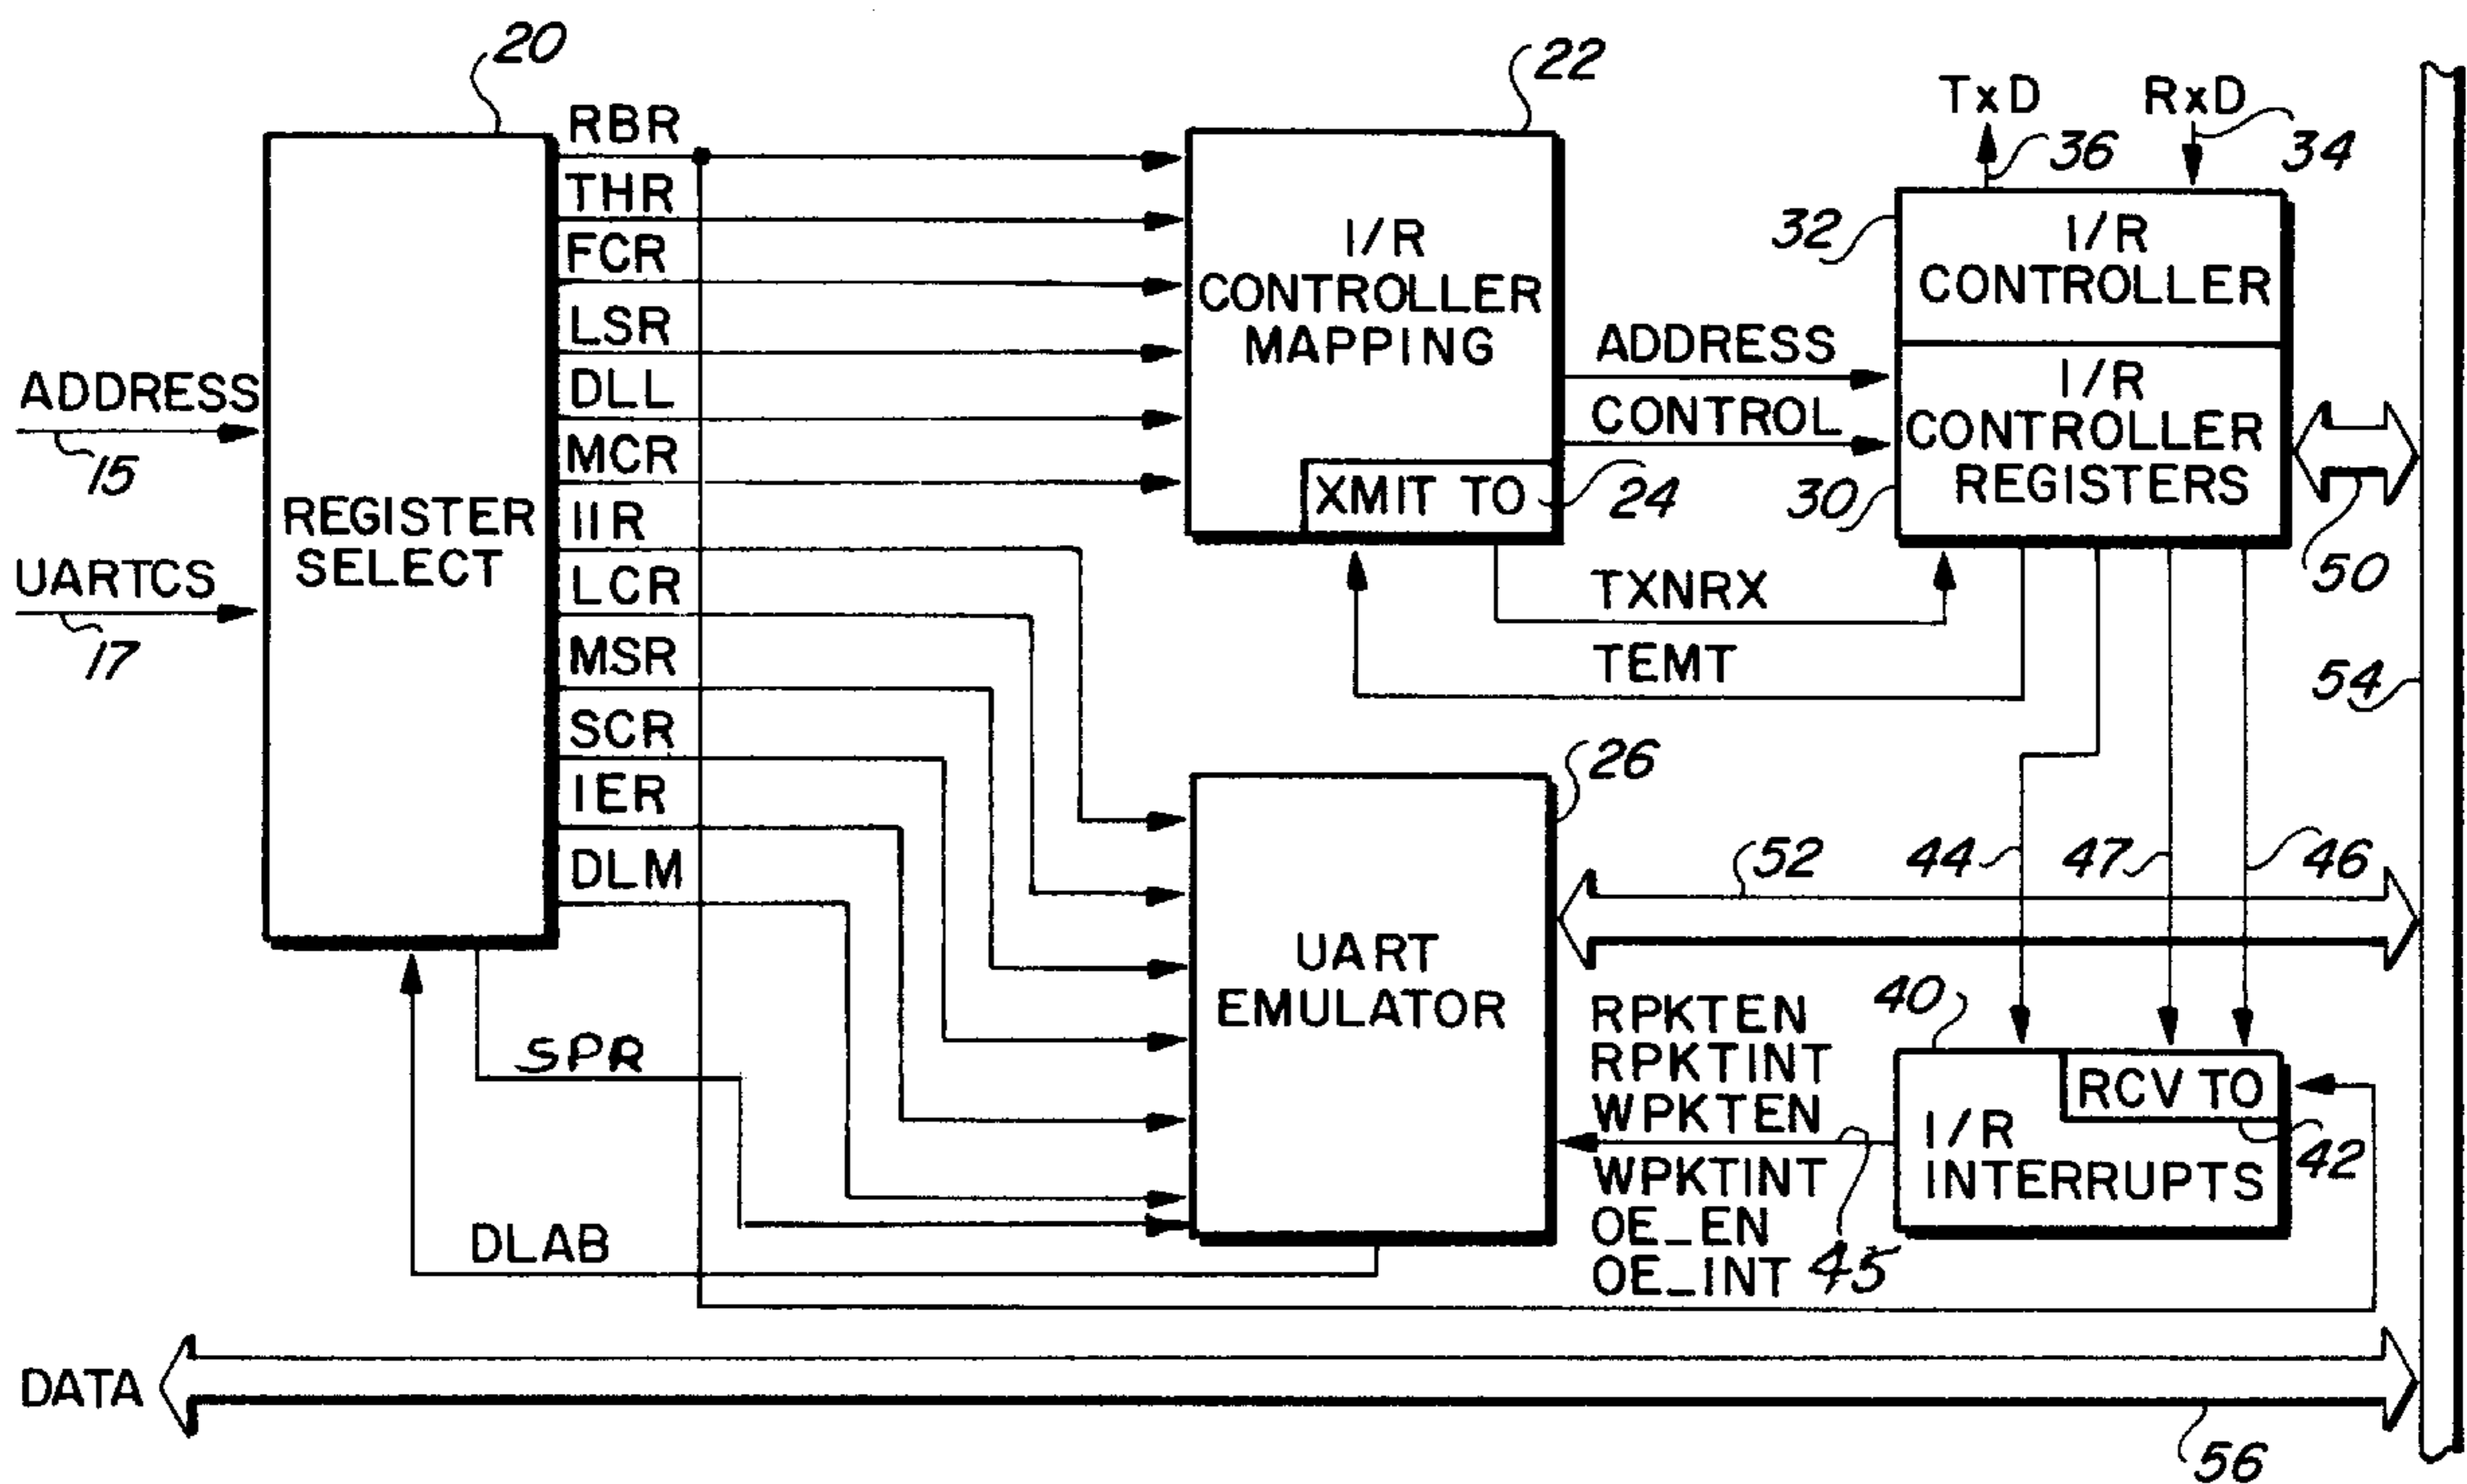 20
RBR
THR
FCR
LSR
DLL
MCR
IIR
LCR
MSR
SCR
IER
DLM
ADDRESS
15
UARTCS
17
REGISTER
SELECT
SPR
DLAB
22
I/R
CONTROLLER
MAPPING
XMIT TO
24
ADDRESS
CONTROL
TXNRX
TEMT
TxD
RxD
36
34
32
I/R
CONTROLLER
30
I/R
CONTROLLER
REGISTERS
50
54
26
UART
EMULATOR
52
44
47
46
40
RCV TO
42
I/R
INTERRUPTS
RPKTEN
RPKTINT
WPKTEN
WPKTINT
OE_EN
OE_INT
45
DATA
56